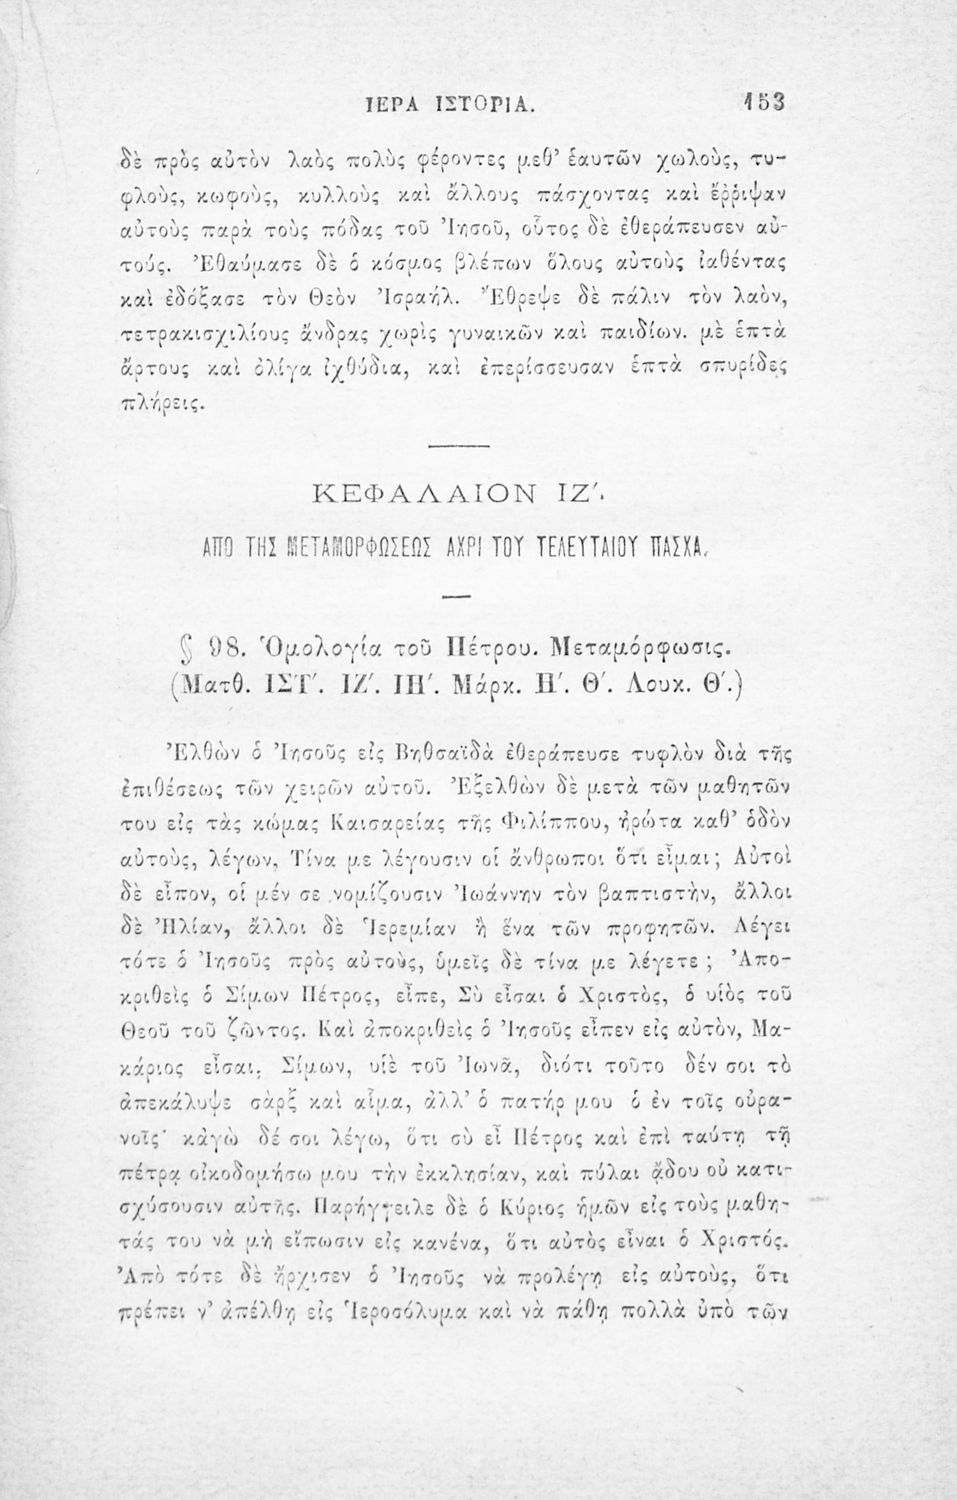 ΙΕΡΑ ΙΣΤΟΡΙΑ. 153
δὲ πρὸς αὐτὸν λαὸς πολὺς φέροντες μεθ’ ἑαυτῶν χωλοὺς, τυ-
φλοὺς, κωφοὺς, κυλλοὺς καὶ ἄλλους πάσχοντας καὶ ἔῤῥιψαν
αὐτοὺς παρὰ τοὺς πόδας τοῦ Ἰησοῦ, οὗτος δὲ ἐθεράπευσεν αὐ-
τούς. Ἐθαύμασε δὲ ὁ κόσμος βλέπων ὅλους αὐτοὺς ἰαθέντας
καὶ ἐδόξασε τὸν Θεὸν Ἰσραήλ. Ἔθρεψε δὲ πάλιν τὸν λαὸν,
τετρακισχιλίους ἄνδρας χωρὶς γυναικῶν καὶ παιδίων. μὲ ἑπτὰ
ἄρτους καὶ ὀλίγα ἰχθύδια, καὶ ἐπερίσσευσαν ἑπτὰ σπυρίδες
πλήρεις.
ΚΕΦΑΛΑΙΟΝ ΙΖ΄.
ΑΠΟ ΤΗΣ ΜΕΤΑΜΟΡΦΩΣΕΩΣ ΑΧΡΙ ΤΟΥ ΤΕΛΕΥΤΑΙΟΥ ΠΑΣΧΑ.
§ 98. Ὁμολογία τοῦ Πέτρου. Μεταμόρφωσις.
(Ματθ. ΙΣΤ΄. ΙΖ΄. ΙΗ΄. Μάρκ. Η΄. Θ΄. Λουκ. Θ΄.)
Ἐλθὼν ὁ Ἰησοῦς εἰς Βηθσαϊδὰ ἐθεράπευσε τυφλὸν διὰ τῆς
ἐπιθέσεως τῶν χειρῶν αὐτοῦ. Ἐξελθὼν δὲ μετὰ τῶν μαθητῶν
του εἰς τὰς κώμας Καισαρείας τῆς Φιλίππου, ἠρώτα καθ’ ὁδὸν
αὐτοὺς, λέγων, Τίνα με λέγουσιν οἱ ἄνθρωποι ὅτι εἶμαι; Αὐτοὶ
δὲ εἶπον, οἱ μέν σε νομίζουσιν Ἰωάννην τὸν βαπτιστὴν, ἄλλοι
δὲ Ἠλίαν, ἄλλοι δὲ Ἱερεμίαν ἢ ἕνα τῶν προφητῶν. Λέγει
τότε ὁ Ἰησοῦς πρὸς αὐτοὺς, ὑμεῖς δὲ τίνα με λέγετε; Ἀπο-
κριθεὶς ὁ Σίμων Πέτρος, εἶπε, Σὺ εἶσαι ὁ Χριστὸς, ὁ υἱὸς τοῦ
Θεοῦ τοῦ ζῶντος. Καὶ ἀποκριθεὶς ὁ Ἰησοῦς εἶπεν εἰς αὐτὸν, Μα-
κάριος εἶσαι, Σίμων, υἱὲ τοῦ Ἰωνᾶ, διότι τοῦτο δέν σοι τὸ
ἀπεκάλυψε σὰρξ καὶ αἷμα, ἀλλ’ ὁ πατήρ μου ὁ ἐν τοῖς οὐρα-
νοῖς· κἀγὼ δέ σοι λέγω, ὅτι σὺ εἶ Πέτρος καὶ ἐπὶ ταύτῃ τῇ
πέτρᾳ οἰκοδομήσω μου τὴν ἐκκλησίαν, καὶ πύλαι ᾅδου οὐ κατι-
σχύσουσιν αὐτῆς. Παρήγγειλε δὲ ὁ Κύριος ἡμῶν εἰς τοὺς μαθη-
τάς του νὰ μὴ εἴπωσιν εἰς κανένα, ὅτι αὐτὸς εἶναι ὁ Χριστός.
Ἀπὸ τότε δὲ ἤρχισεν ὁ Ἰησοῦς νὰ προλέγῃ εἰς αὐτοὺς, ὅτι
πρέπει ν’ ἀπέλθῃ εἰς Ἱεροσόλυμα καὶ νὰ πάθῃ πολλὰ ὑπὸ τῶν